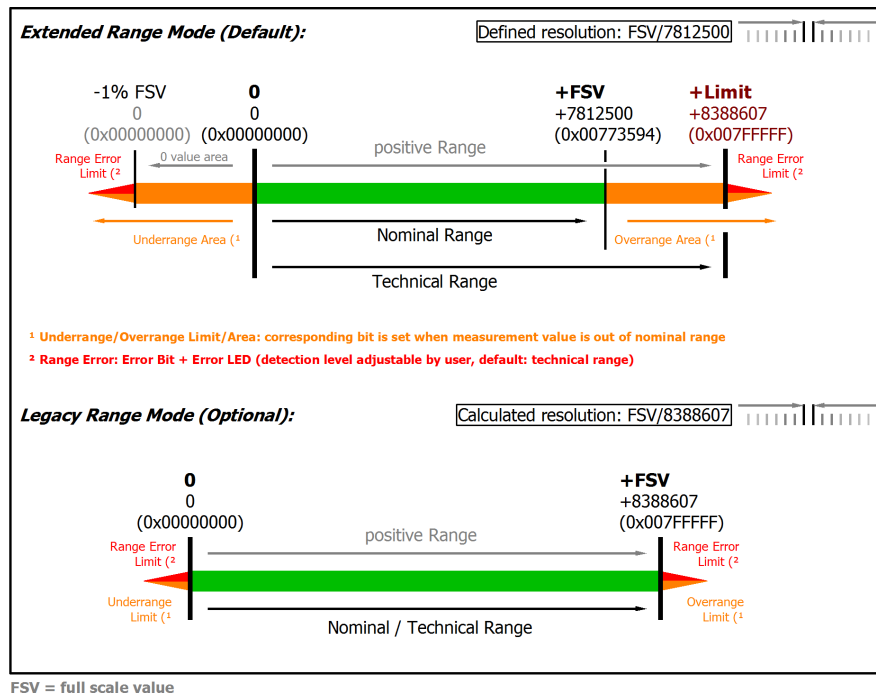 Extended Range Mode (Default):
Defined resolution: FSV/7812500
-1% FSV
0
(0x00000000)
0
0
(0x00000000)
+FSV
+7812500
(0x00773594)
+Limit
+8388607
(0x007FFFFF)
Range Error
Limit (²
0 value area
positive Range
Range Error
Limit (²
Underrange Area (¹
Nominal Range
Overrange Area (¹
Technical Range
¹ Underrange/Overrange Limit/Area: corresponding bit is set when measurement value is out of nominal range
² Range Error: Error Bit + Error LED (detection level adjustable by user, default: technical range)
Legacy Range Mode (Optional):
Calculated resolution: FSV/8388607
0
0
(0x00000000)
+FSV
+8388607
(0x007FFFFF)
Range Error
Limit (²
positive Range
Range Error
Limit (²
Underrange
Limit (¹
Nominal / Technical Range
Overrange
Limit (¹
FSV = full scale value